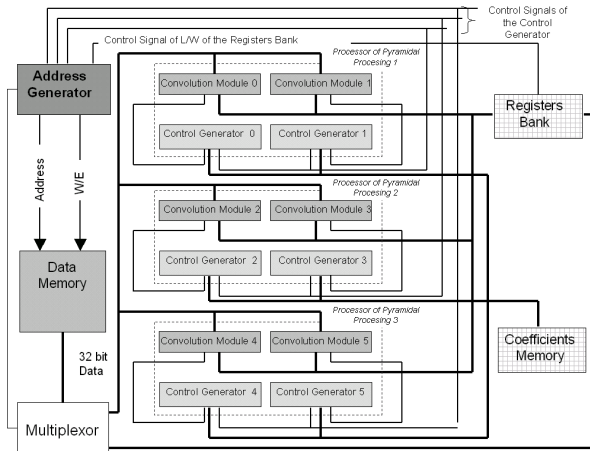 Control Signals of
the Control
Generator
Control Signal of L/W of the Registers Bank
Address
Generator
Processor of Pyramidal
Procesing 1
Convolution Module 0
Convolution Module 1
Registers
Bank
Control Generator 0
Control Generator 1
Address
W/E
Processor of Pyramidal
Procesing 2
Convolution Module 2
Convolution Module 3
Data
Memory
Control Generator 2
Control Generator 3
Processor of Pyramidal
Procesing 3
Convolution Module 4
Convolution Module 5
Coefficients
Memory
32 bit
Data
Control Generator 4
Control Generator 5
Multiplexor